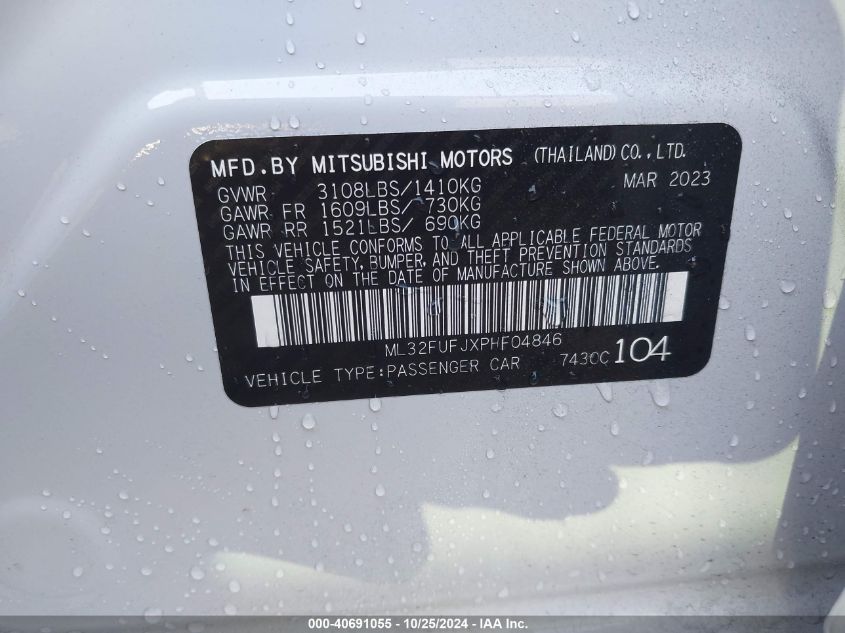 MFD.BY MITSUBISHI MOTORS (THAILAND)CO.,LTD.
GVWR 3108LBS/1410KG MAR 2023
GAWR FR 1609LBS/ 730KG
GAWR RR 1521LBS/ 690KG
THIS VEHICLE CONFORMS TO ALL APPLICABLE FEDERAL MOTOR
VEHICLE SAFETY, BUMPER, AND THEFT PREVENTION STANDARDS
IN EFFECT ON THE DATE OF MANUFACTURE SHOWN ABOVE.
ML32FUFJXPHF04846
VEHICLE TYPE:PASSENGER CAR 7430C 104
000-40691055 - 10/25/2024 - IAA Inc.